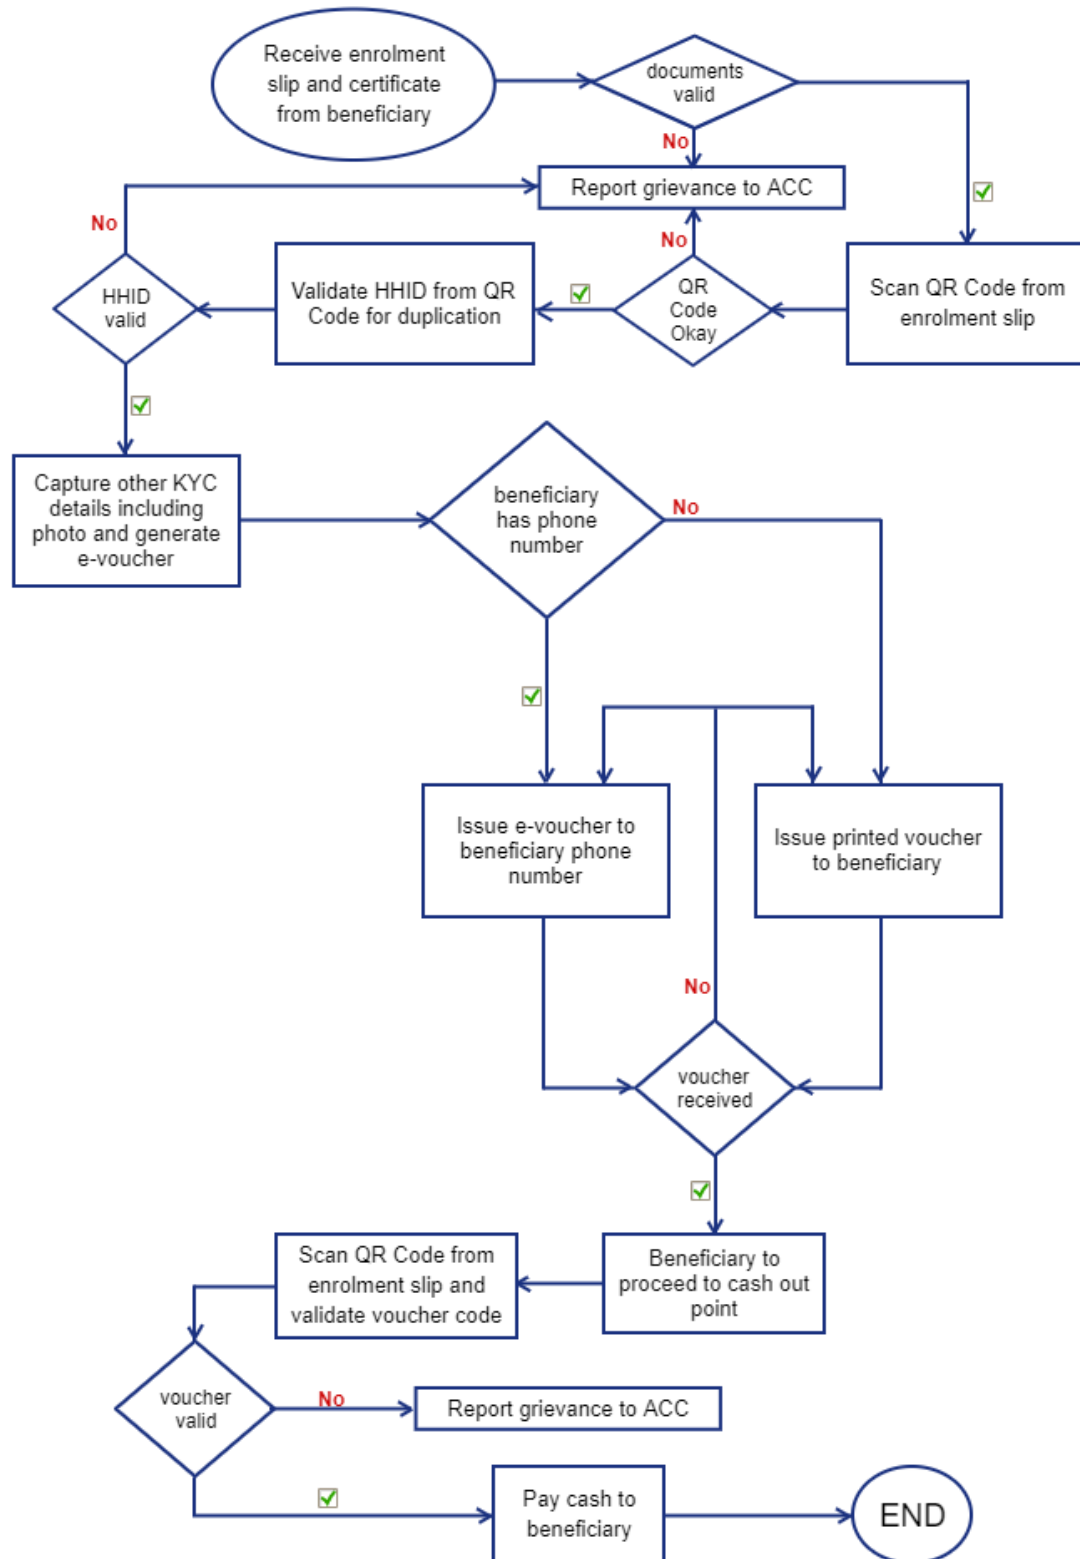 Receive enrolment
slip and certificate
from beneficiary
documents
valid
No
Report grievance to ACC
No
No
HHID
valid
Validate HHID from QR
Code for duplication
QR
Code
Okay
Scan QR Code from
enrolment slip
Capture other KYC
details including
photo and generate
e-voucher
beneficiary
has phone
number
No
Issue e-voucher to
beneficiary phone
number
Issue printed voucher
to beneficiary
No
voucher
received
Beneficiary to
proceed to cash out
point
Scan QR Code from
enrolment slip and
validate voucher code
voucher
valid
No
Report grievance to ACC
Pay cash to
beneficiary
END